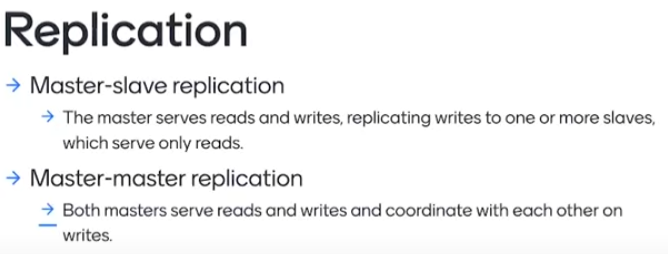 Replication
→ Master-slave replication
→ The master serves reads and writes, replicating writes to one or more slaves,
which serve only reads.
→ Master-master replication
→ Both masters serve reads and writes and coordinate with each other on
writes.